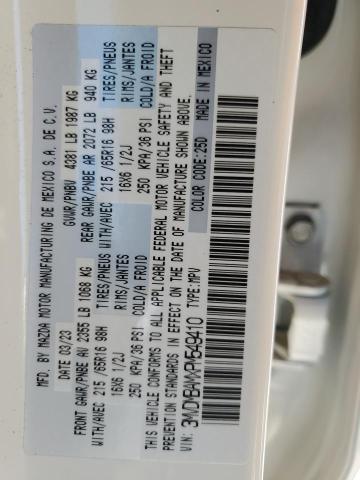 MFD. BY MAZDA MOTOR MANUFACTURING DE MEXICO S.A. DE C.V.
DATE 03/23 GVWR/PNBV 4381 LB 1987 KG
FRONT GAWR/PNBE AV 2355 LB 1068 KG REAR GAWR/PNBE AR 2072 LB 940 KG
WITH/AVEC 215 /65R16 98H TIRES/PNEUS WITH/AVEC 215 /65R16 98H TIRES/PNEUS
16X6 1/2J RIMS/JANTES 16X6 1/2J RIMS/JANTES
250 KPA/36 PSI COLD/A FROID 250 KPA/36 PSI COLD/A FROID
THIS VEHICLE CONFORMS TO ALL APPLICABLE FEDERAL MOTOR VEHICLE SAFETY AND THEFT
PREVENTION STANDARDS IN EFFECT ON THE DATE OF MANUFACTURE SHOWN ABOVE.
VIN: 3MVDMBAMXPM549410 TYPE:MPV COLOR CODE:25D MADE IN MEXICO